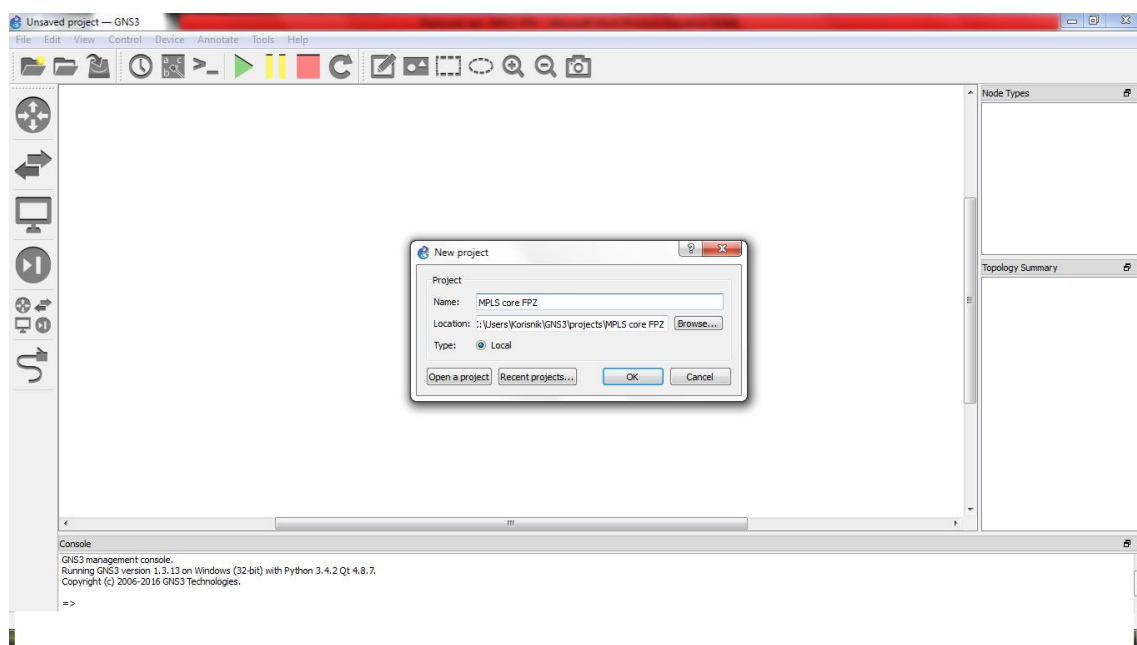 Unsaved project — GNS3
File Edit View Control Device Annotate Tools Help
Node Types
New project
Project
Name: MPLS core FPZ
Location: :\Users\Korisnik\GNS3\projects\MPLS core FPZ Browse...
Type: Local
Open a project Recent projects... OK Cancel
Topology Summary
Console
GNS3 management console.
Running GNS3 version 1.3.13 on Windows (32-bit) with Python 3.4.2 Qt 4.8.7.
Copyright (c) 2006-2016 GNS3 Technologies.
=>